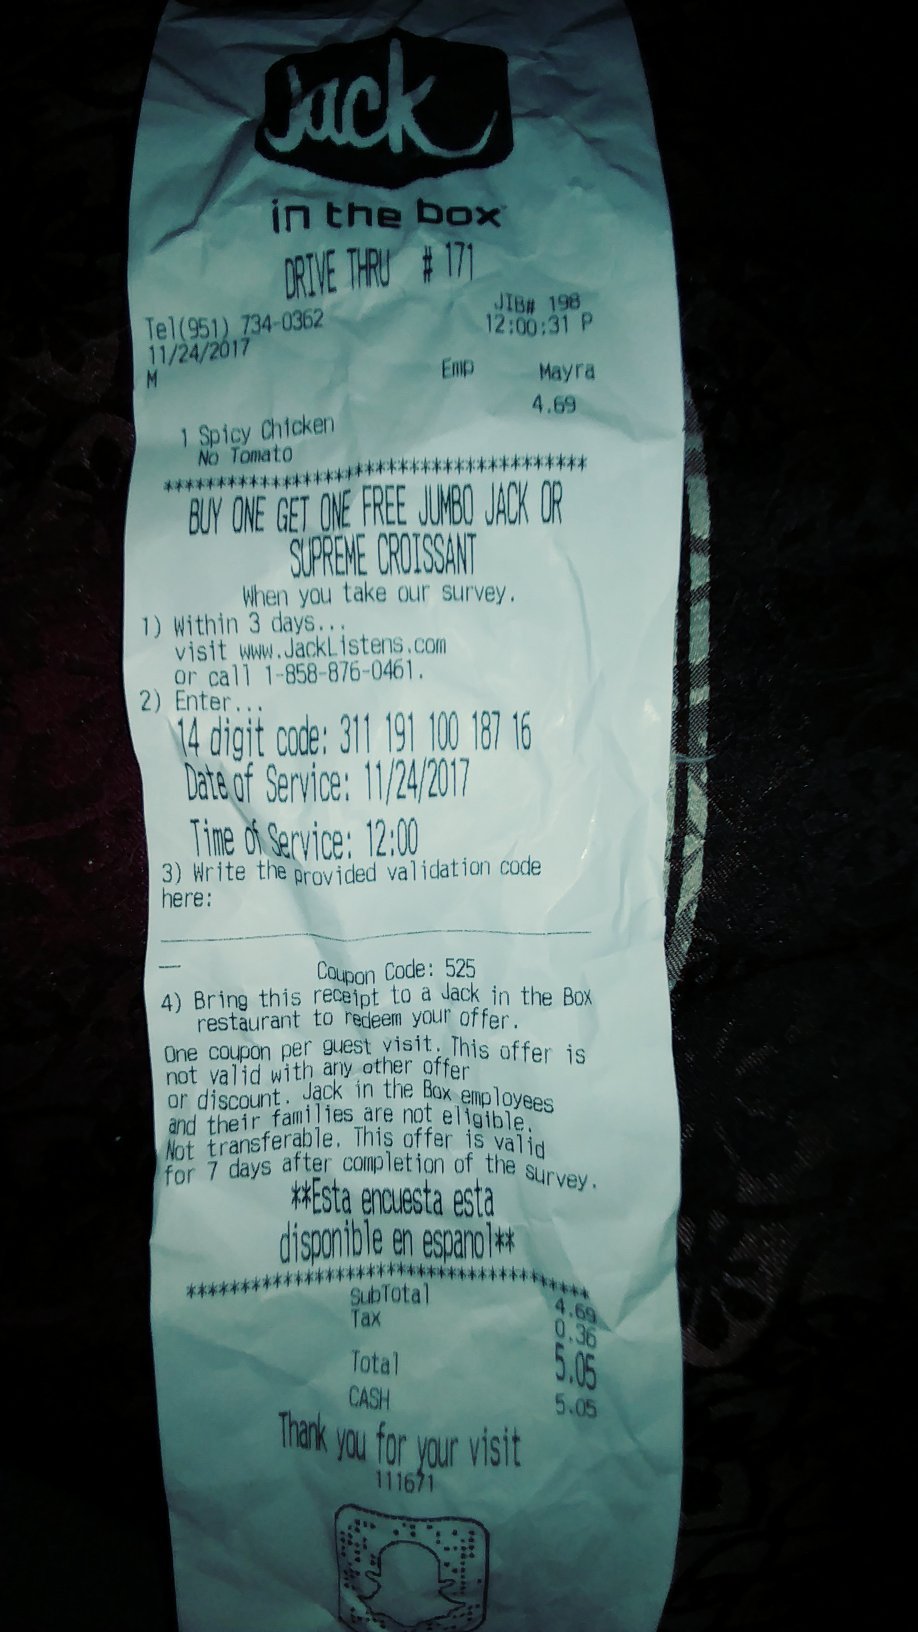 Jack
in the box
DRIVE THRU # 171
JIB# 198
Tel(951) 734-0362 12:00:31 P
11/24/2017
M Emp Mayra
4.69
1 Spicy Chicken
No Tomato
****************************************
BUY ONE GET ONE FREE JUMBO JACK OR
SUPREME CROISSANT
When you take our survey.
1) Within 3 days...
visit www.JackListens.com
or call 1-858-876-0461.
2) Enter...
14 digit code: 311 191 100 187 16
Date of Service: 11/24/2017
Time of Service: 12:00
3) Write the provided validation code
here:
Coupon Code: 525
4) Bring this receipt to a Jack in the Box
restaurant to redeem your offer.
One coupon per guest visit. This offer is
not valid with any other offer
or discount. Jack in the Box employees
and their families are not eligible.
Not transferable. This offer is valid
for 7 days after completion of the survey.
**Esta encuesta esta
disponible en espanol**
****************************************
SubTotal 4.69
Tax 0.36
Total 5.05
CASH 5.05
Thank you for your visit
111671